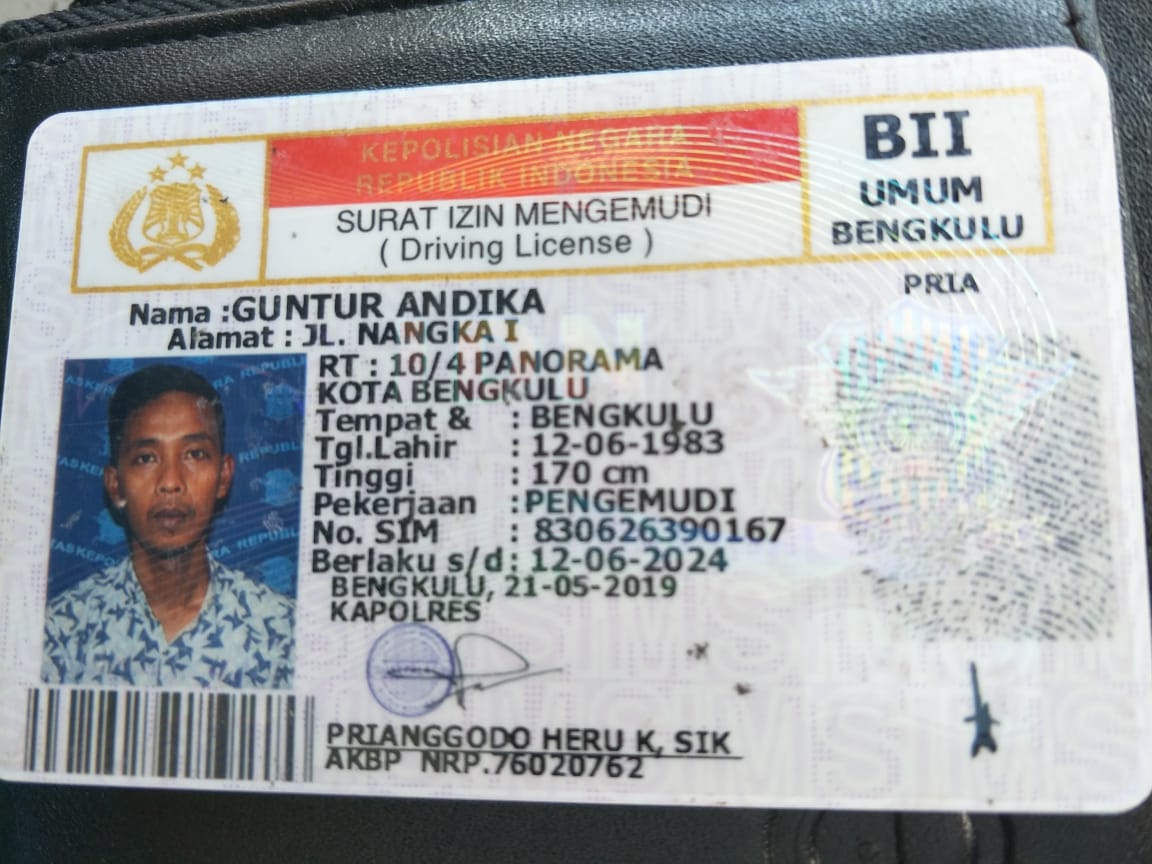 KEPOLISIAN NEGARA
REPUBLIK INDONESIA
SURAT IZIN MENGEMUDI
( Driving License )
BII
UMUM
BENGKULU
PRIA
Nama :GUNTUR ANDIKA
Alamat : JL. NANGKA I
RT : 10/4 PANORAMA
KOTA BENGKULU
Tempat & : BENGKULU
Tgl.Lahir : 12-06-1983
Tinggi : 170 cm
Pekerjaan :PENGEMUDI
No. SIM : 830626390167
Berlaku s/d : 12-06-2024
BENGKULU, 21-05-2019
KAPOLRES
PRIANGGODO HERU K, SIK
AKBP NRP.76020762